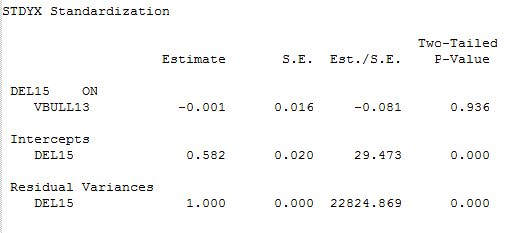 STDYX Standardization
Two-Tailed
Estimate S.E. Est./S.E. P-Value
DEL15 ON
VBULL13 -0.001 0.016 -0.081 0.936
Intercepts
DEL15 0.582 0.020 29.473 0.000
Residual Variances
DEL15 1.000 0.000 22824.869 0.000